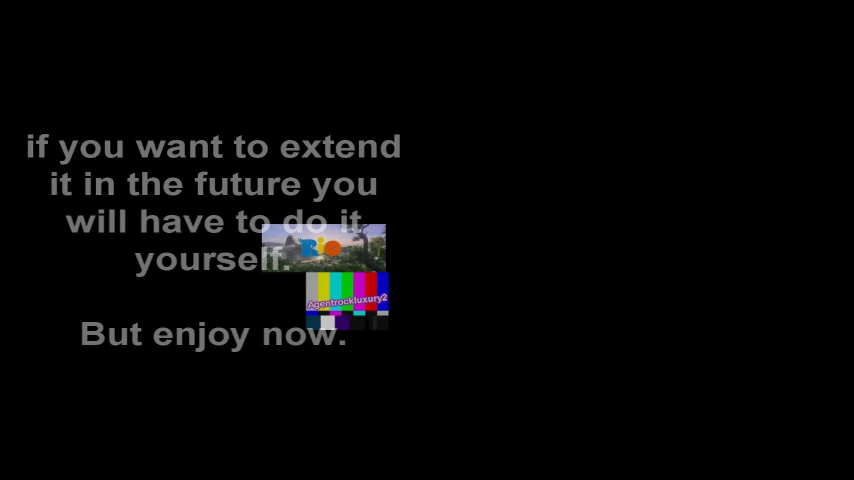 if you want to extend
it in the future you
will have to do it
yourself.
Rio
Agentrockluxury2
But enjoy now.